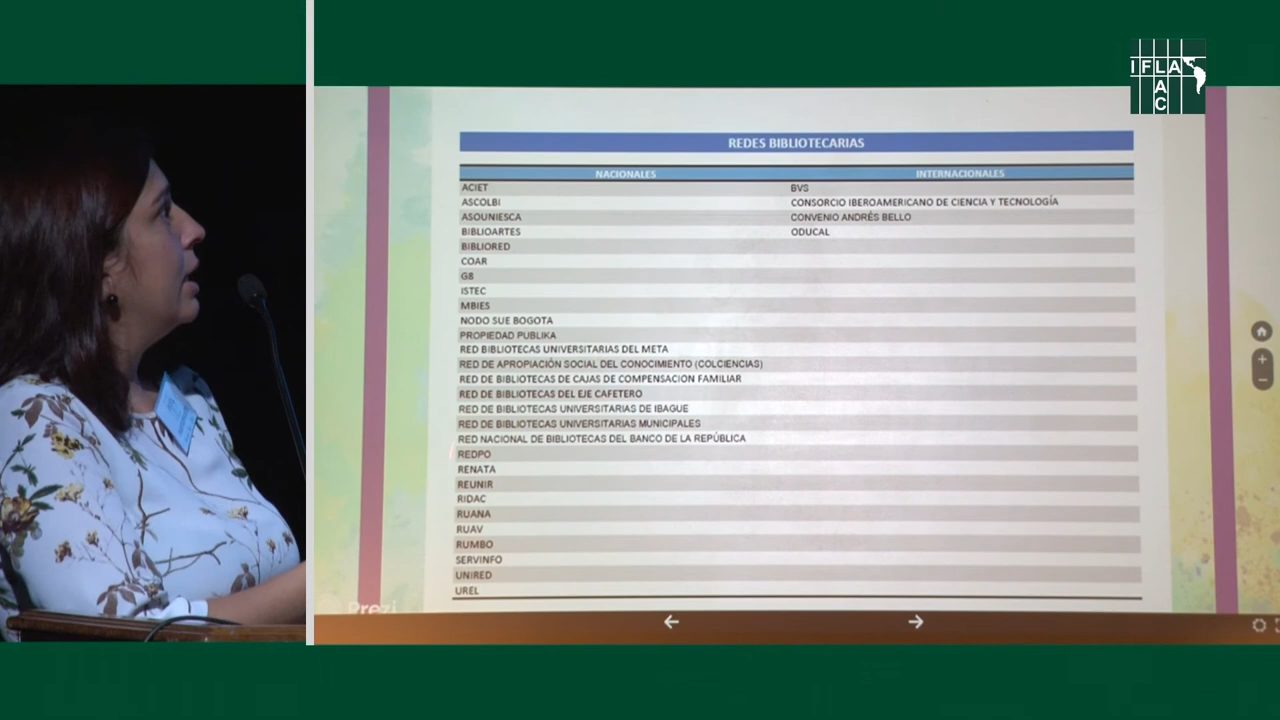 IFLA
LAC
REDES BIBLIOTECARIAS
NACIONALES INTERNACIONALES
ACIET BVS
ASCOLBI CONSORCIO IBEROAMERICANO DE CIENCIA Y TECNOLOGÍA
ASOUNIESCA CONVENIO ANDRÉS BELLO
BIBLIOARTES ODUCAL
BIBLIORED
COAR
G8
ISTEC
MBIES
NODO SUE BOGOTA
PROPIEDAD PUBLIKA
RED BIBLIOTECAS UNIVERSITARIAS DEL META
RED DE APROPIACIÓN SOCIAL DEL CONOCIMIENTO (COLCIENCIAS)
RED DE BIBLIOTECAS DE CAJAS DE COMPENSACION FAMILIAR
RED DE BIBLIOTECAS DEL EJE CAFETERO
RED DE BIBLIOTECAS UNIVERSITARIAS DE IBAGUE
RED DE BIBLIOTECAS UNIVERSITARIAS MUNICIPALES
RED NACIONAL DE BIBLIOTECAS DEL BANCO DE LA REPÚBLICA
REDPO
RENATA
REUNIR
RIDAC
RUANA
RUAV
RUMBO
SERVINFO
UNIRED
UREL
Prezi